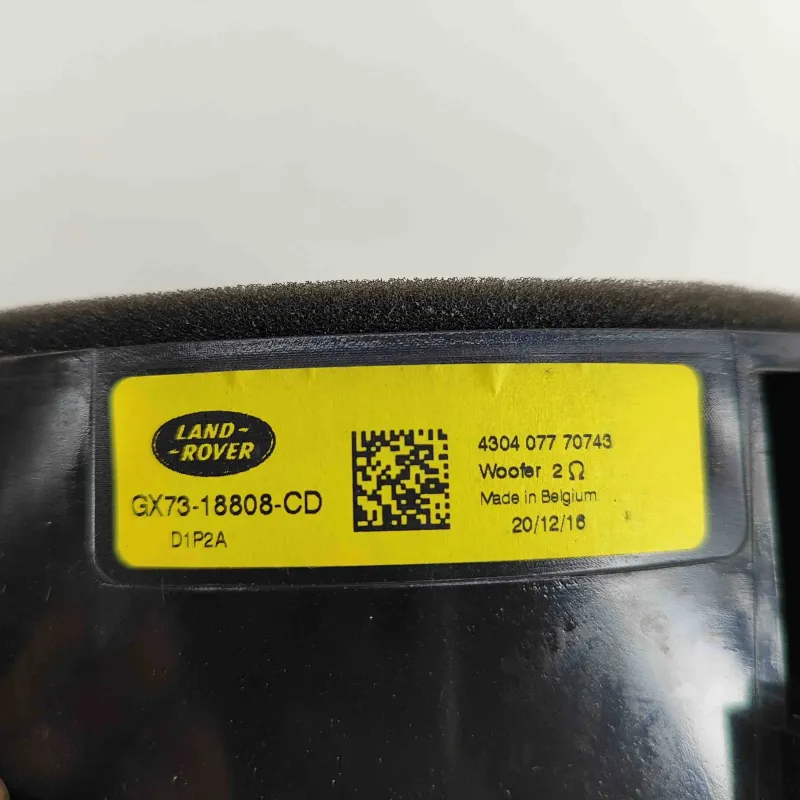 LAND-
-ROVER
GX73-18808-CD
D1P2A
4304 077 70743
Woofer 2 Ω
Made in Belgium
20/12/16